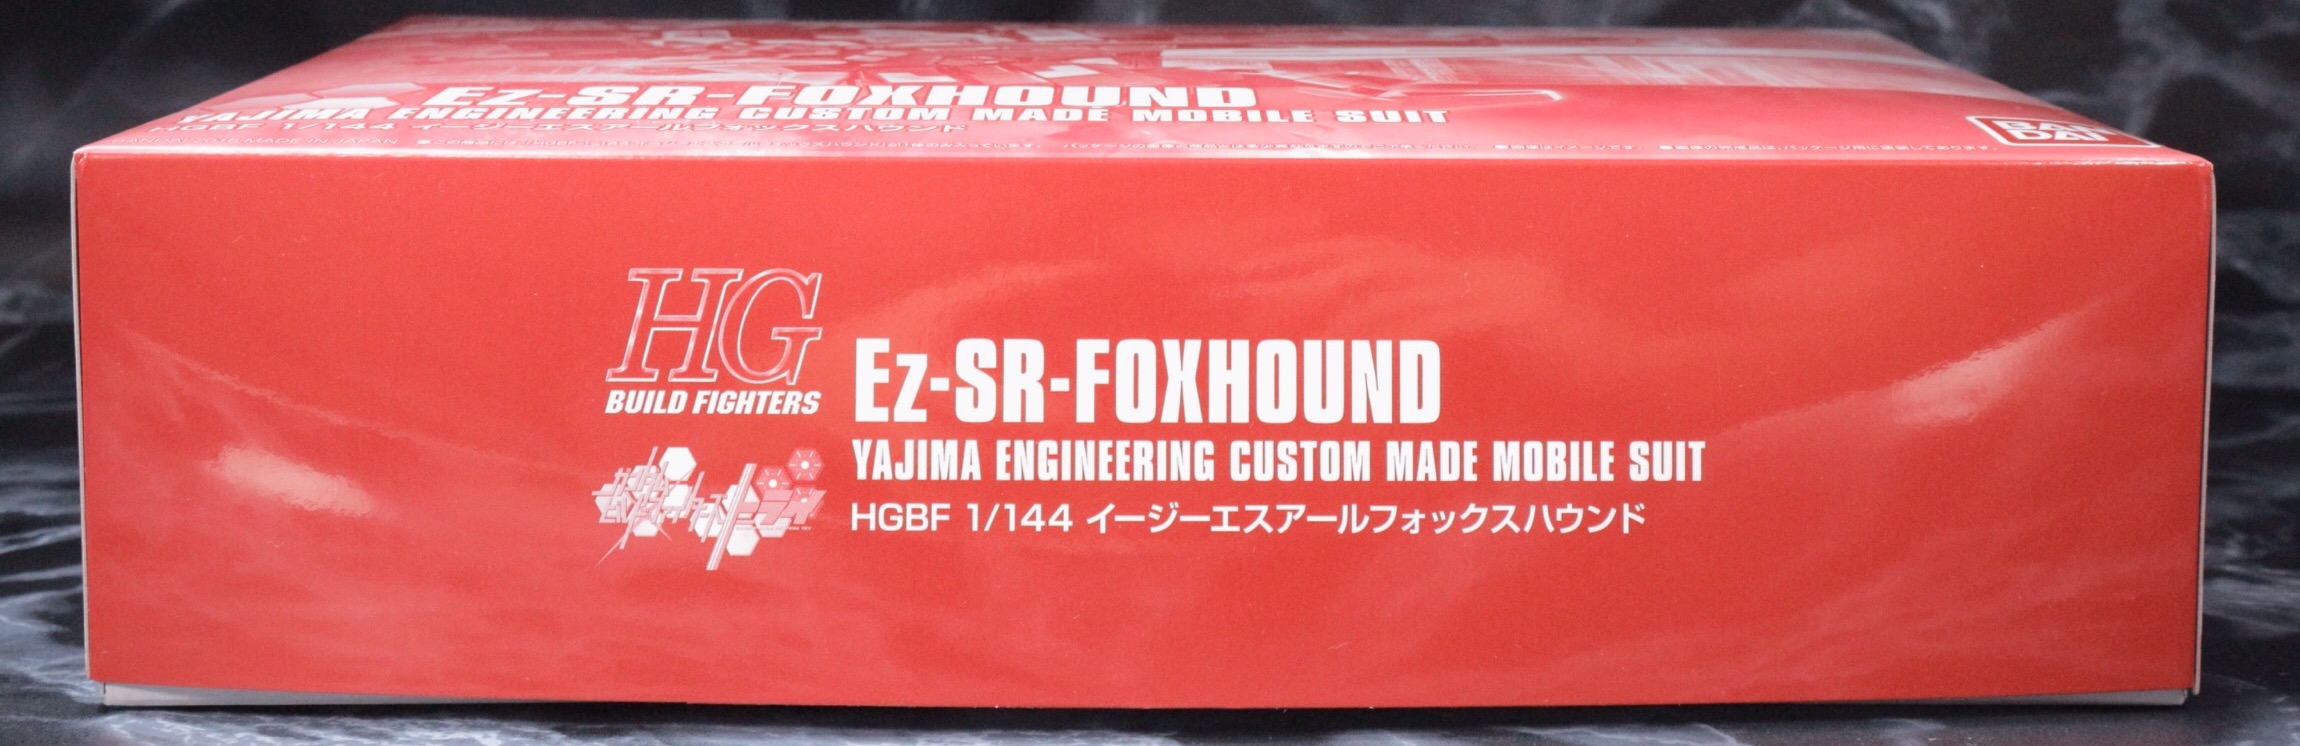 Ez-SR-FOXHOUND
YAJIMA ENGINEERING CUSTOM MADE MOBILE SUIT
HGBF 1/144 イージーエスアールフォックスハウンド
MADE IN JAPAN
BANDAI
HG
BUILD FIGHTERS
Ez-SR-FOXHOUND
YAJIMA ENGINEERING CUSTOM MADE MOBILE SUIT
HGBF 1/144 イージーエスアールフォックスハウンド